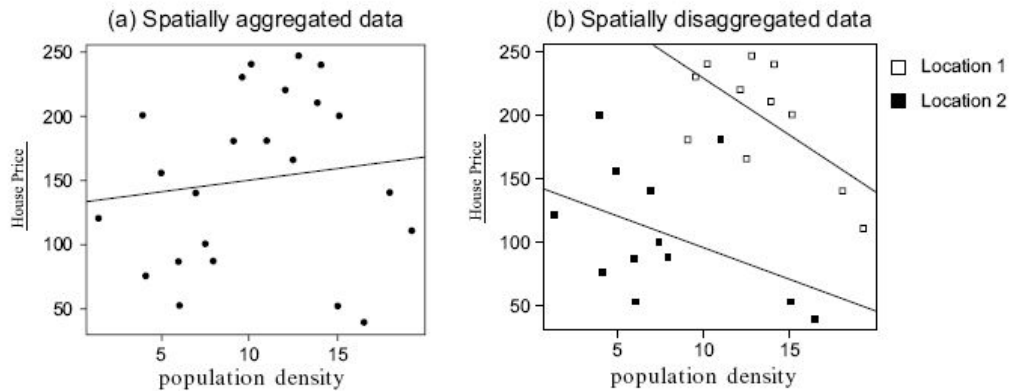 (a) Spatially aggregated data
250
200
150
100
50
House Price
5 10 15
population density
(b) Spatially disaggregated data
250
200
150
100
50
House Price
5 10 15
population density
Location 1
Location 2